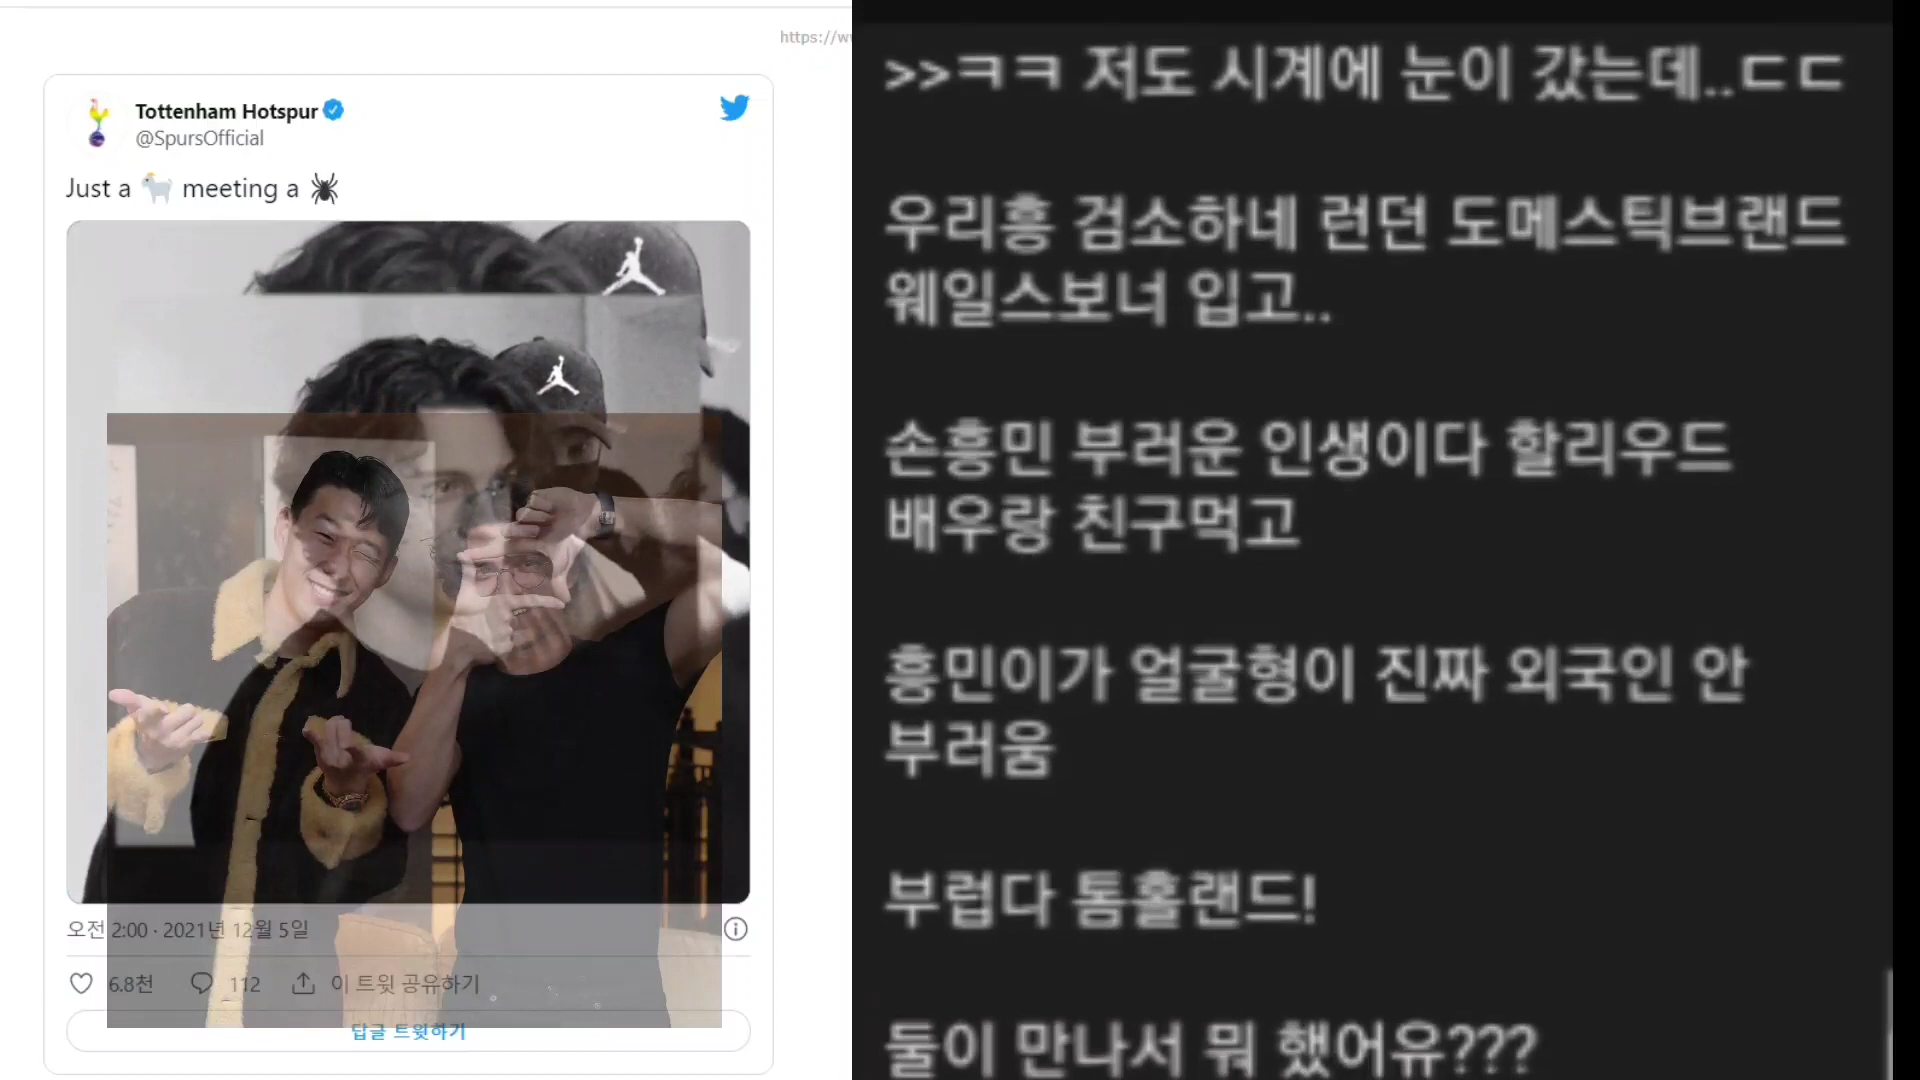 https://w
Tottenham Hotspur
@SpursOfficial
Just a 🐐 meeting a 🕷
오전 2:00 · 2021년 12월 5일
6.8천 112 이 트윗 공유하기
답글 트윗하기
>>ㅋㅋ 저도 시계에 눈이 갔는데..ㄷㄷ
우리흥 검소하네 런던 도메스틱브랜드
웨일스보너 입고..
손흥민 부러운 인생이다 할리우드
배우랑 친구먹고
흥민이가 얼굴형이 진짜 외국인 안
부러움
부럽다 톰홀랜드!
둘이 만나서 뭐 했어유???